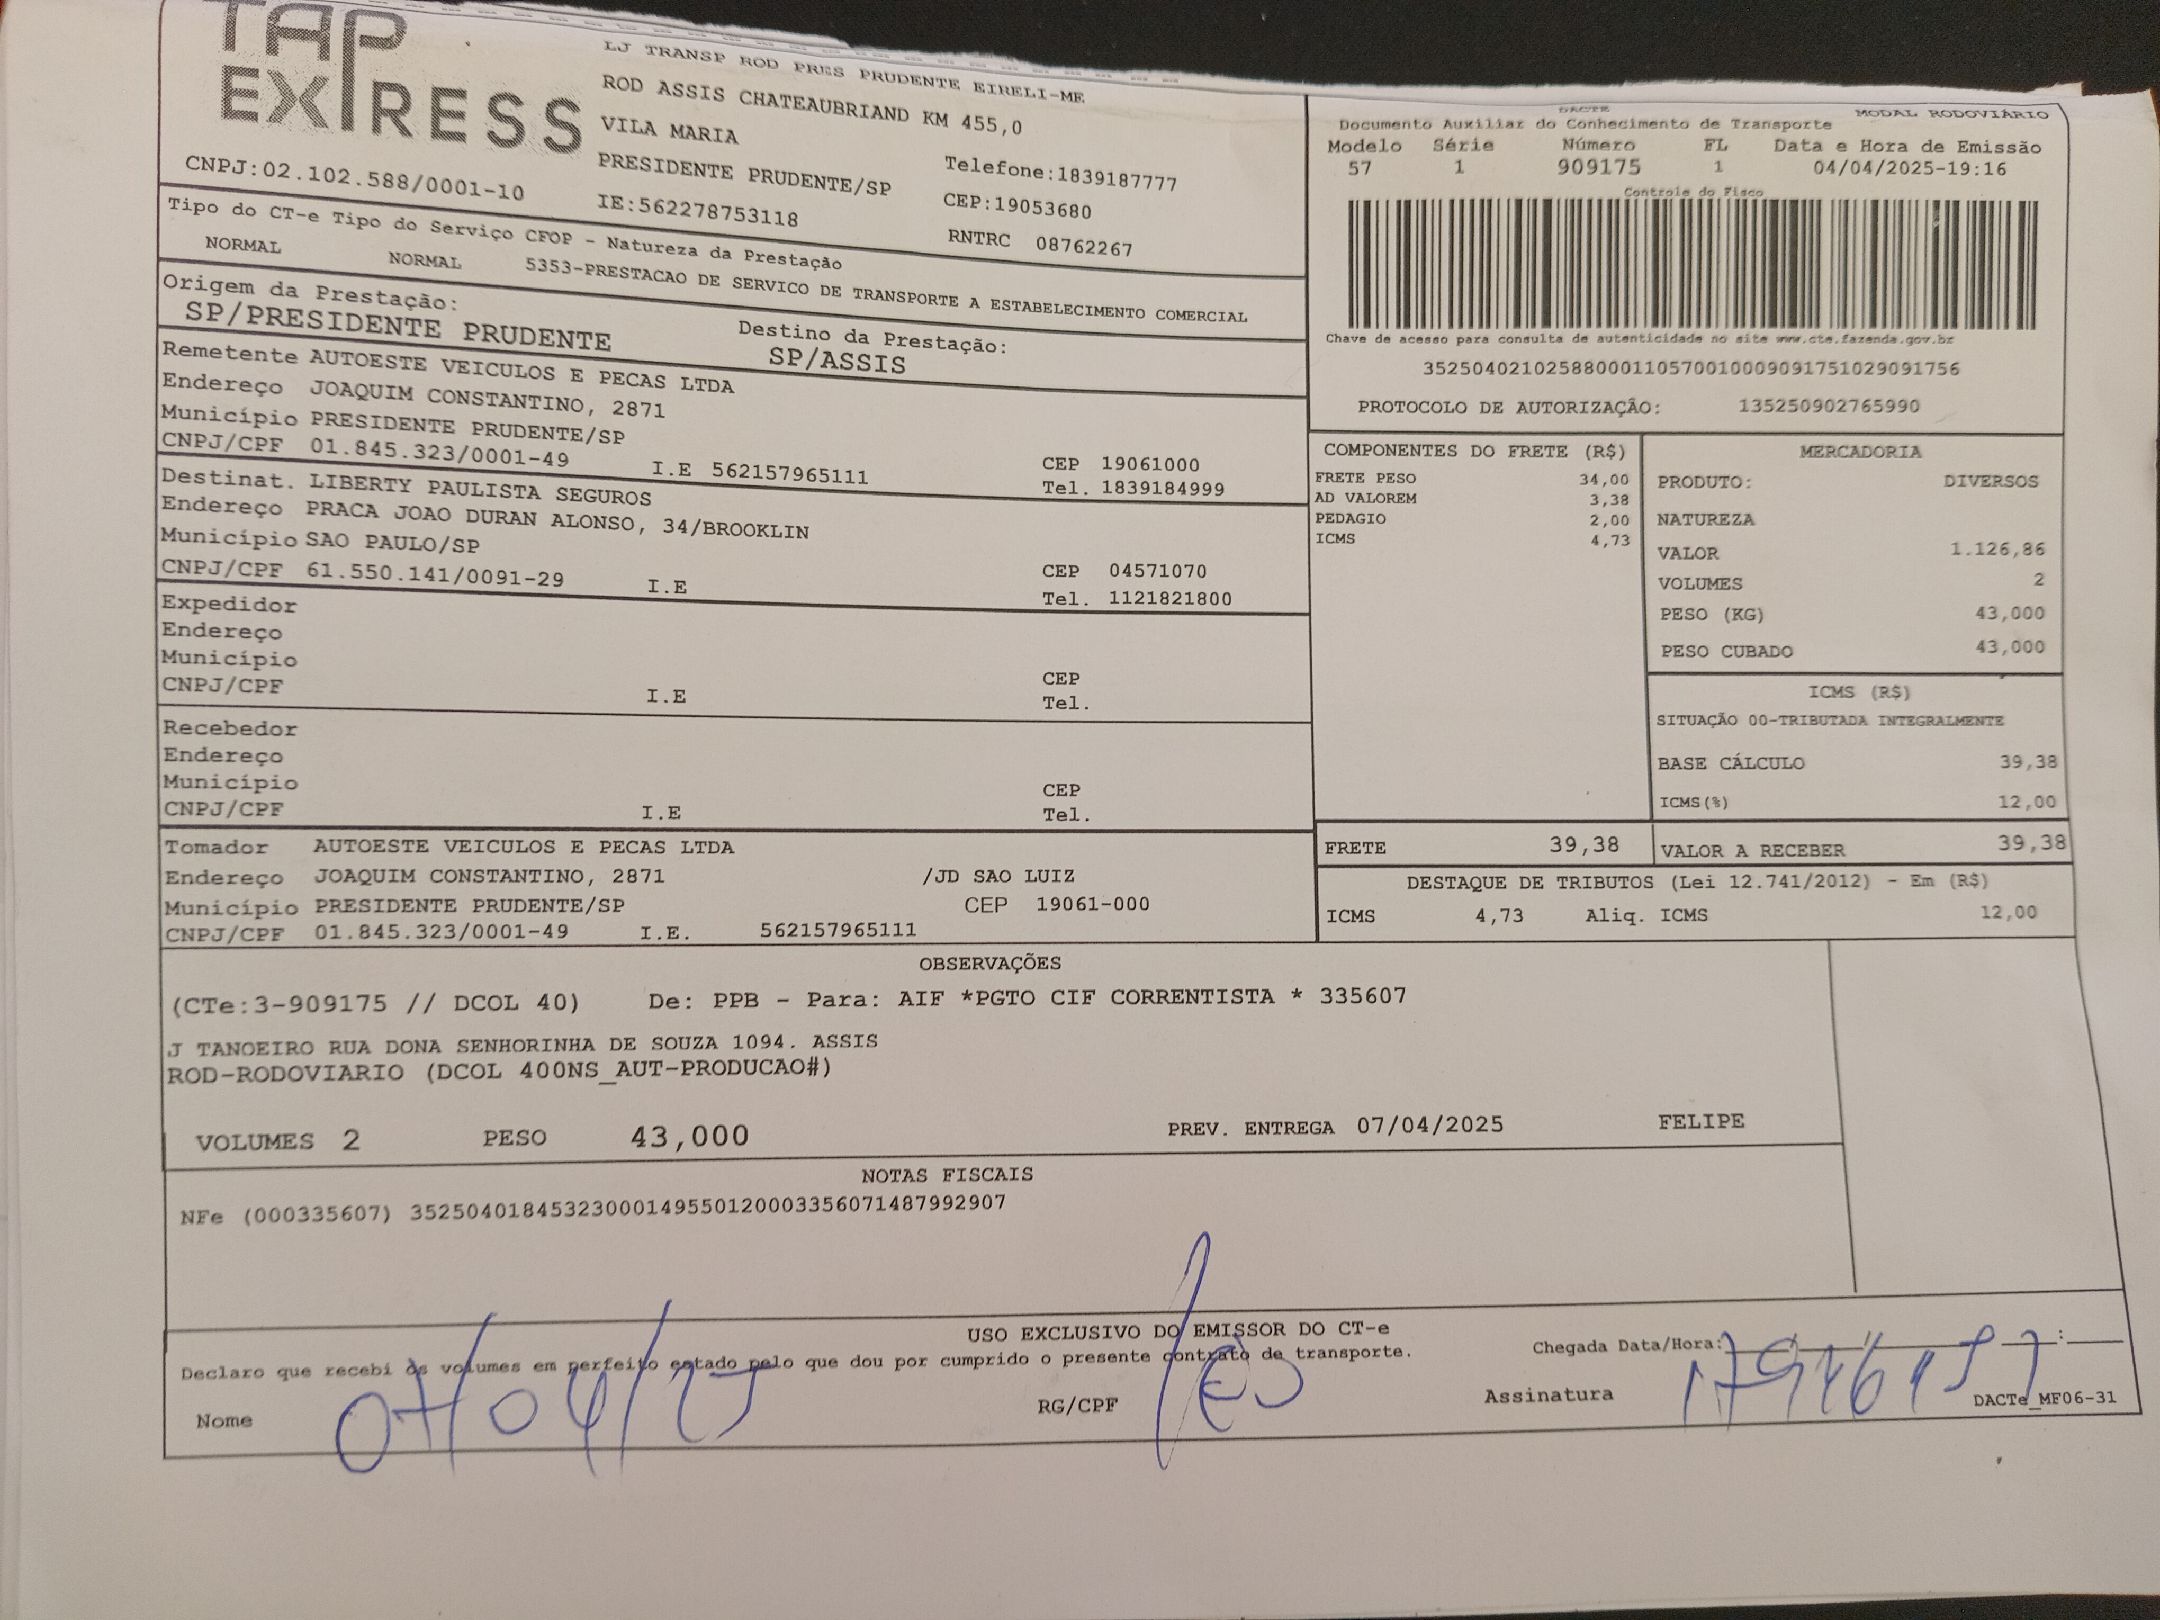 TAP
EXPRESS
CNPJ:02.102.588/0001-10
LJ TRANSP ROD PRES PRUDENTE EIRELI-ME
ROD ASSIS CHATEAUBRIAND KM 455,0
VILA MARIA
PRESIDENTE PRUDENTE/SP Telefone:1839187777
IE:562278753118 CEP:19053680
RNTRC 08762267
DACTE MODAL RODOVIÁRIO
Documento Auxiliar do Conhecimento de Transporte
Modelo Série Número FL Data e Hora de Emissão
57 1 909175 1 04/04/2025-19:16
Controle do Fisco
Chave de acesso para consulta de autenticidade no site www.cte.fazenda.gov.br
35250402102588000110570010009091751029091756
PROTOCOLO DE AUTORIZAÇÃO: 135250902765990
Tipo do CT-e Tipo do Serviço CFOP - Natureza da Prestação
NORMAL NORMAL 5353-PRESTACAO DE SERVICO DE TRANSPORTE A ESTABELECIMENTO COMERCIAL
Origem da Prestação: Destino da Prestação:
SP/PRESIDENTE PRUDENTE SP/ASSIS
Remetente AUTOESTE VEICULOS E PECAS LTDA
Endereço JOAQUIM CONSTANTINO, 2871
Município PRESIDENTE PRUDENTE/SP CEP 19061000
CNPJ/CPF 01.845.323/0001-49 I.E 562157965111 Tel. 1839184999
Destinat. LIBERTY PAULISTA SEGUROS
Endereço PRACA JOAO DURAN ALONSO, 34/BROOKLIN
Município SAO PAULO/SP CEP 04571070
CNPJ/CPF 61.550.141/0091-29 I.E Tel. 1121821800
Expedidor
Endereço
Município CEP
CNPJ/CPF I.E Tel.
Recebedor
Endereço
Município CEP
CNPJ/CPF I.E Tel.
Tomador AUTOESTE VEICULOS E PECAS LTDA
Endereço JOAQUIM CONSTANTINO, 2871 /JD SAO LUIZ
Município PRESIDENTE PRUDENTE/SP CEP 19061-000
CNPJ/CPF 01.845.323/0001-49 I.E. 562157965111
COMPONENTES DO FRETE (R$)
FRETE PESO 34,00
AD VALOREM 3,38
PEDAGIO 2,00
ICMS 4,73
MERCADORIA
PRODUTO: DIVERSOS
NATUREZA
VALOR 1.126,86
VOLUMES 2
PESO (KG) 43,000
PESO CUBADO 43,000
ICMS (R$)
SITUAÇÃO 00-TRIBUTADA INTEGRALMENTE
BASE CÁLCULO 39,38
ICMS(%) 12,00
FRETE 39,38 VALOR A RECEBER 39,38
DESTAQUE DE TRIBUTOS (Lei 12.741/2012) - Em (R$)
ICMS 4,73 Aliq. ICMS 12,00
OBSERVAÇÕES
(CTe:3-909175 // DCOL 40) De: PPB - Para: AIF *PGTO CIF CORRENTISTA * 335607
J TANOEIRO RUA DONA SENHORINHA DE SOUZA 1094. ASSIS
ROD-RODOVIARIO (DCOL 400NS_AUT-PRODUCAO#)
VOLUMES 2 PESO 43,000 PREV. ENTREGA 07/04/2025 FELIPE
NOTAS FISCAIS
NFe (000335607) 35250401845323000149550120003356071487992907
USO EXCLUSIVO DO EMISSOR DO CT-e
Declaro que recebi os volumes em perfeito estado pelo que dou por cumprido o presente contrato de transporte. Chegada Data/Hora: / / :
Nome 07/04/25 RG/CPF Assinatura
DACTe_MF06-31